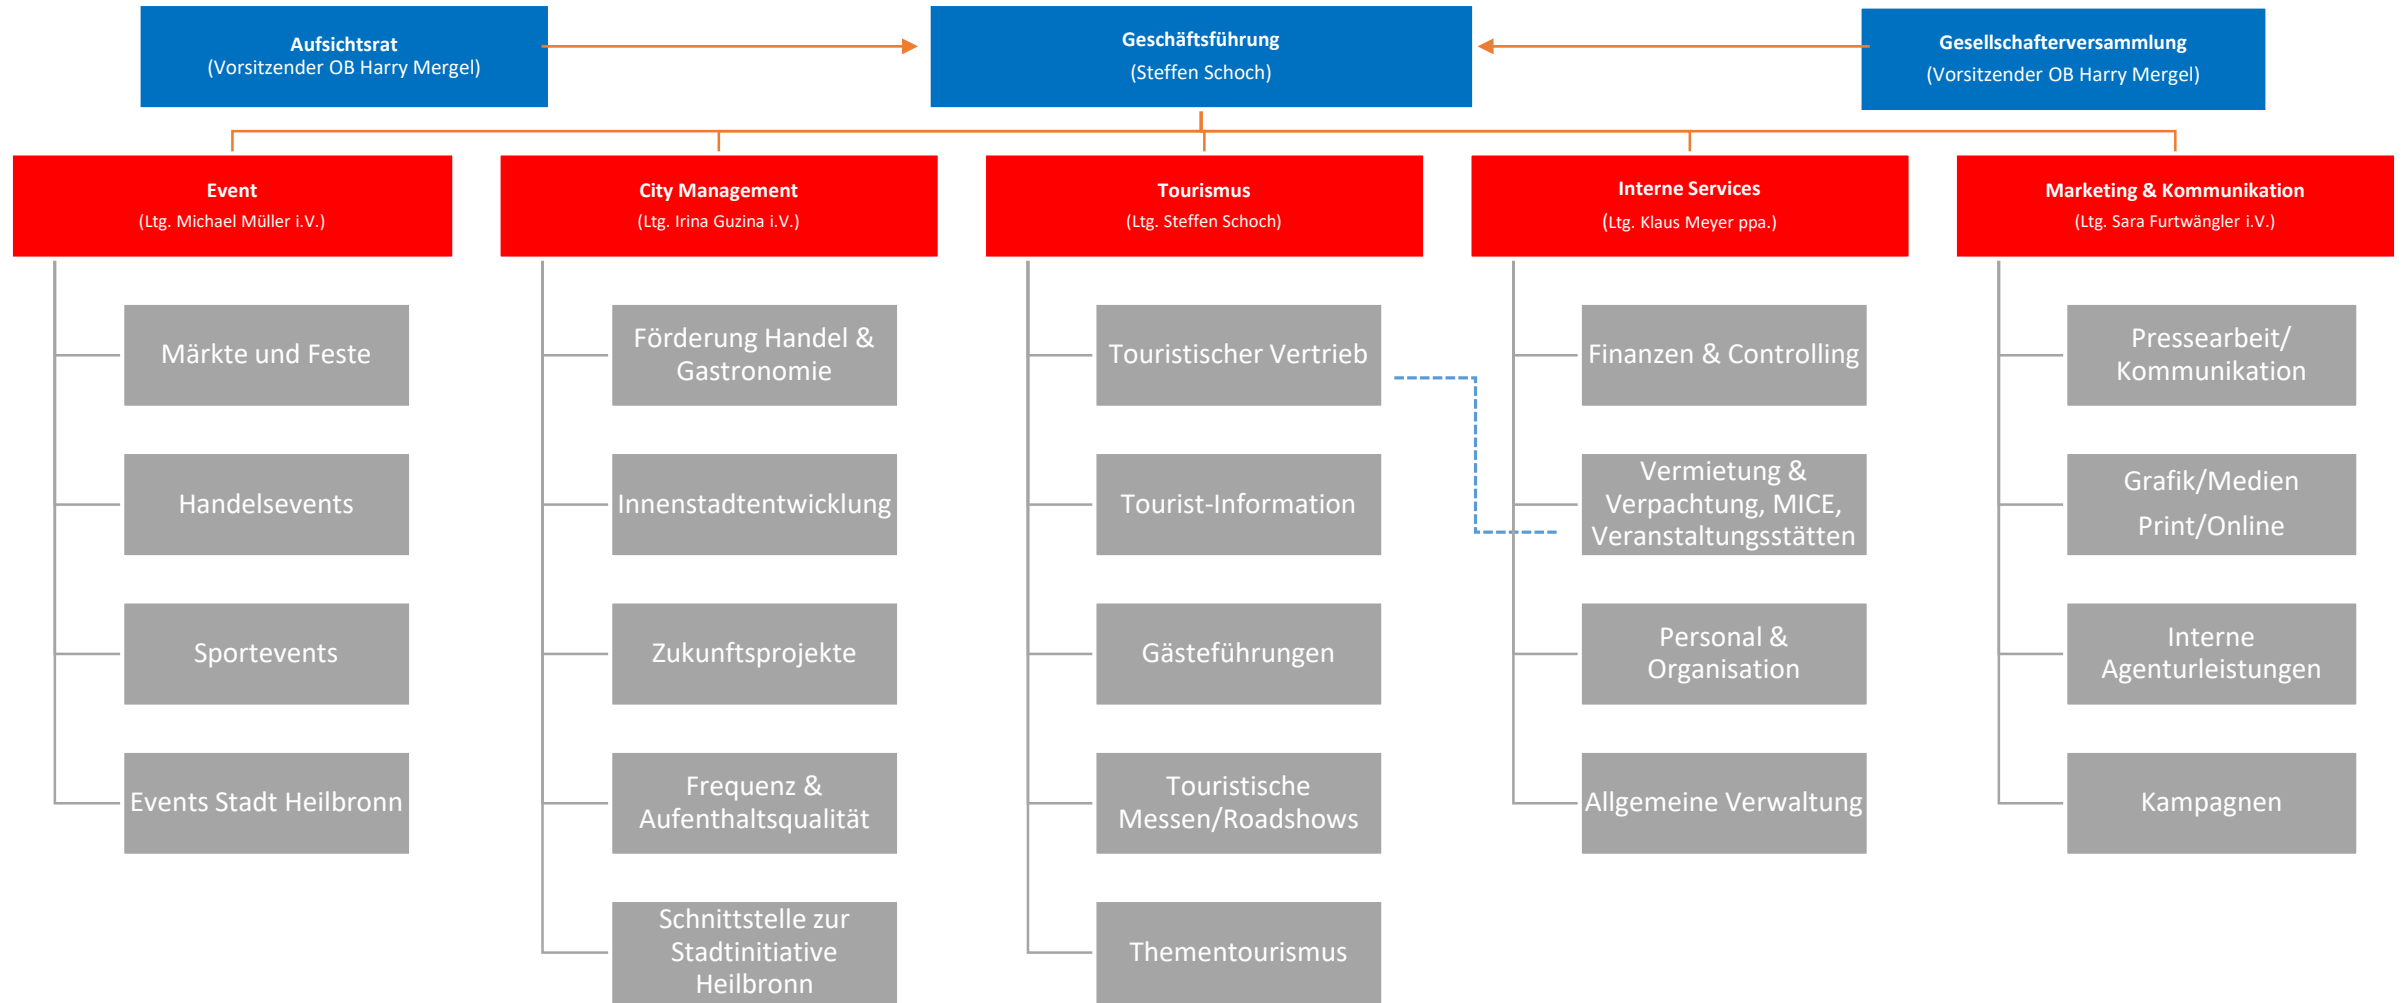 Aufsichtsrat
(Vorsitzender OB Harry Mergel)
Geschäftsführung
(Steffen Schoch)
Gesellschafterversammlung
(Vorsitzender OB Harry Mergel)
Event
(Ltg. Michael Müller i.V.)
Märkte und Feste
Handelsevents
Sportevents
Events Stadt Heilbronn
City Management
(Ltg. Irina Guzina i.V.)
Förderung Handel &
Gastronomie
Innenstadtentwicklung
Zukunftsprojekte
Frequenz &
Aufenthaltsqualität
Schnittstelle zur
Stadtinitiative
Heilbronn
Tourismus
(Ltg. Steffen Schoch)
Touristischer Vertrieb
Tourist-Information
Gästeführungen
Touristische
Messen/Roadshows
Thementourismus
Interne Services
(Ltg. Klaus Meyer ppa.)
Finanzen & Controlling
Vermietung &
Verpachtung, MICE,
Veranstaltungsstätten
Personal &
Organisation
Allgemeine Verwaltung
Marketing & Kommunikation
(Ltg. Sara Furtwängler i.V.)
Pressearbeit/
Kommunikation
Grafik/Medien
Print/Online
Interne
Agenturleistungen
Kampagnen